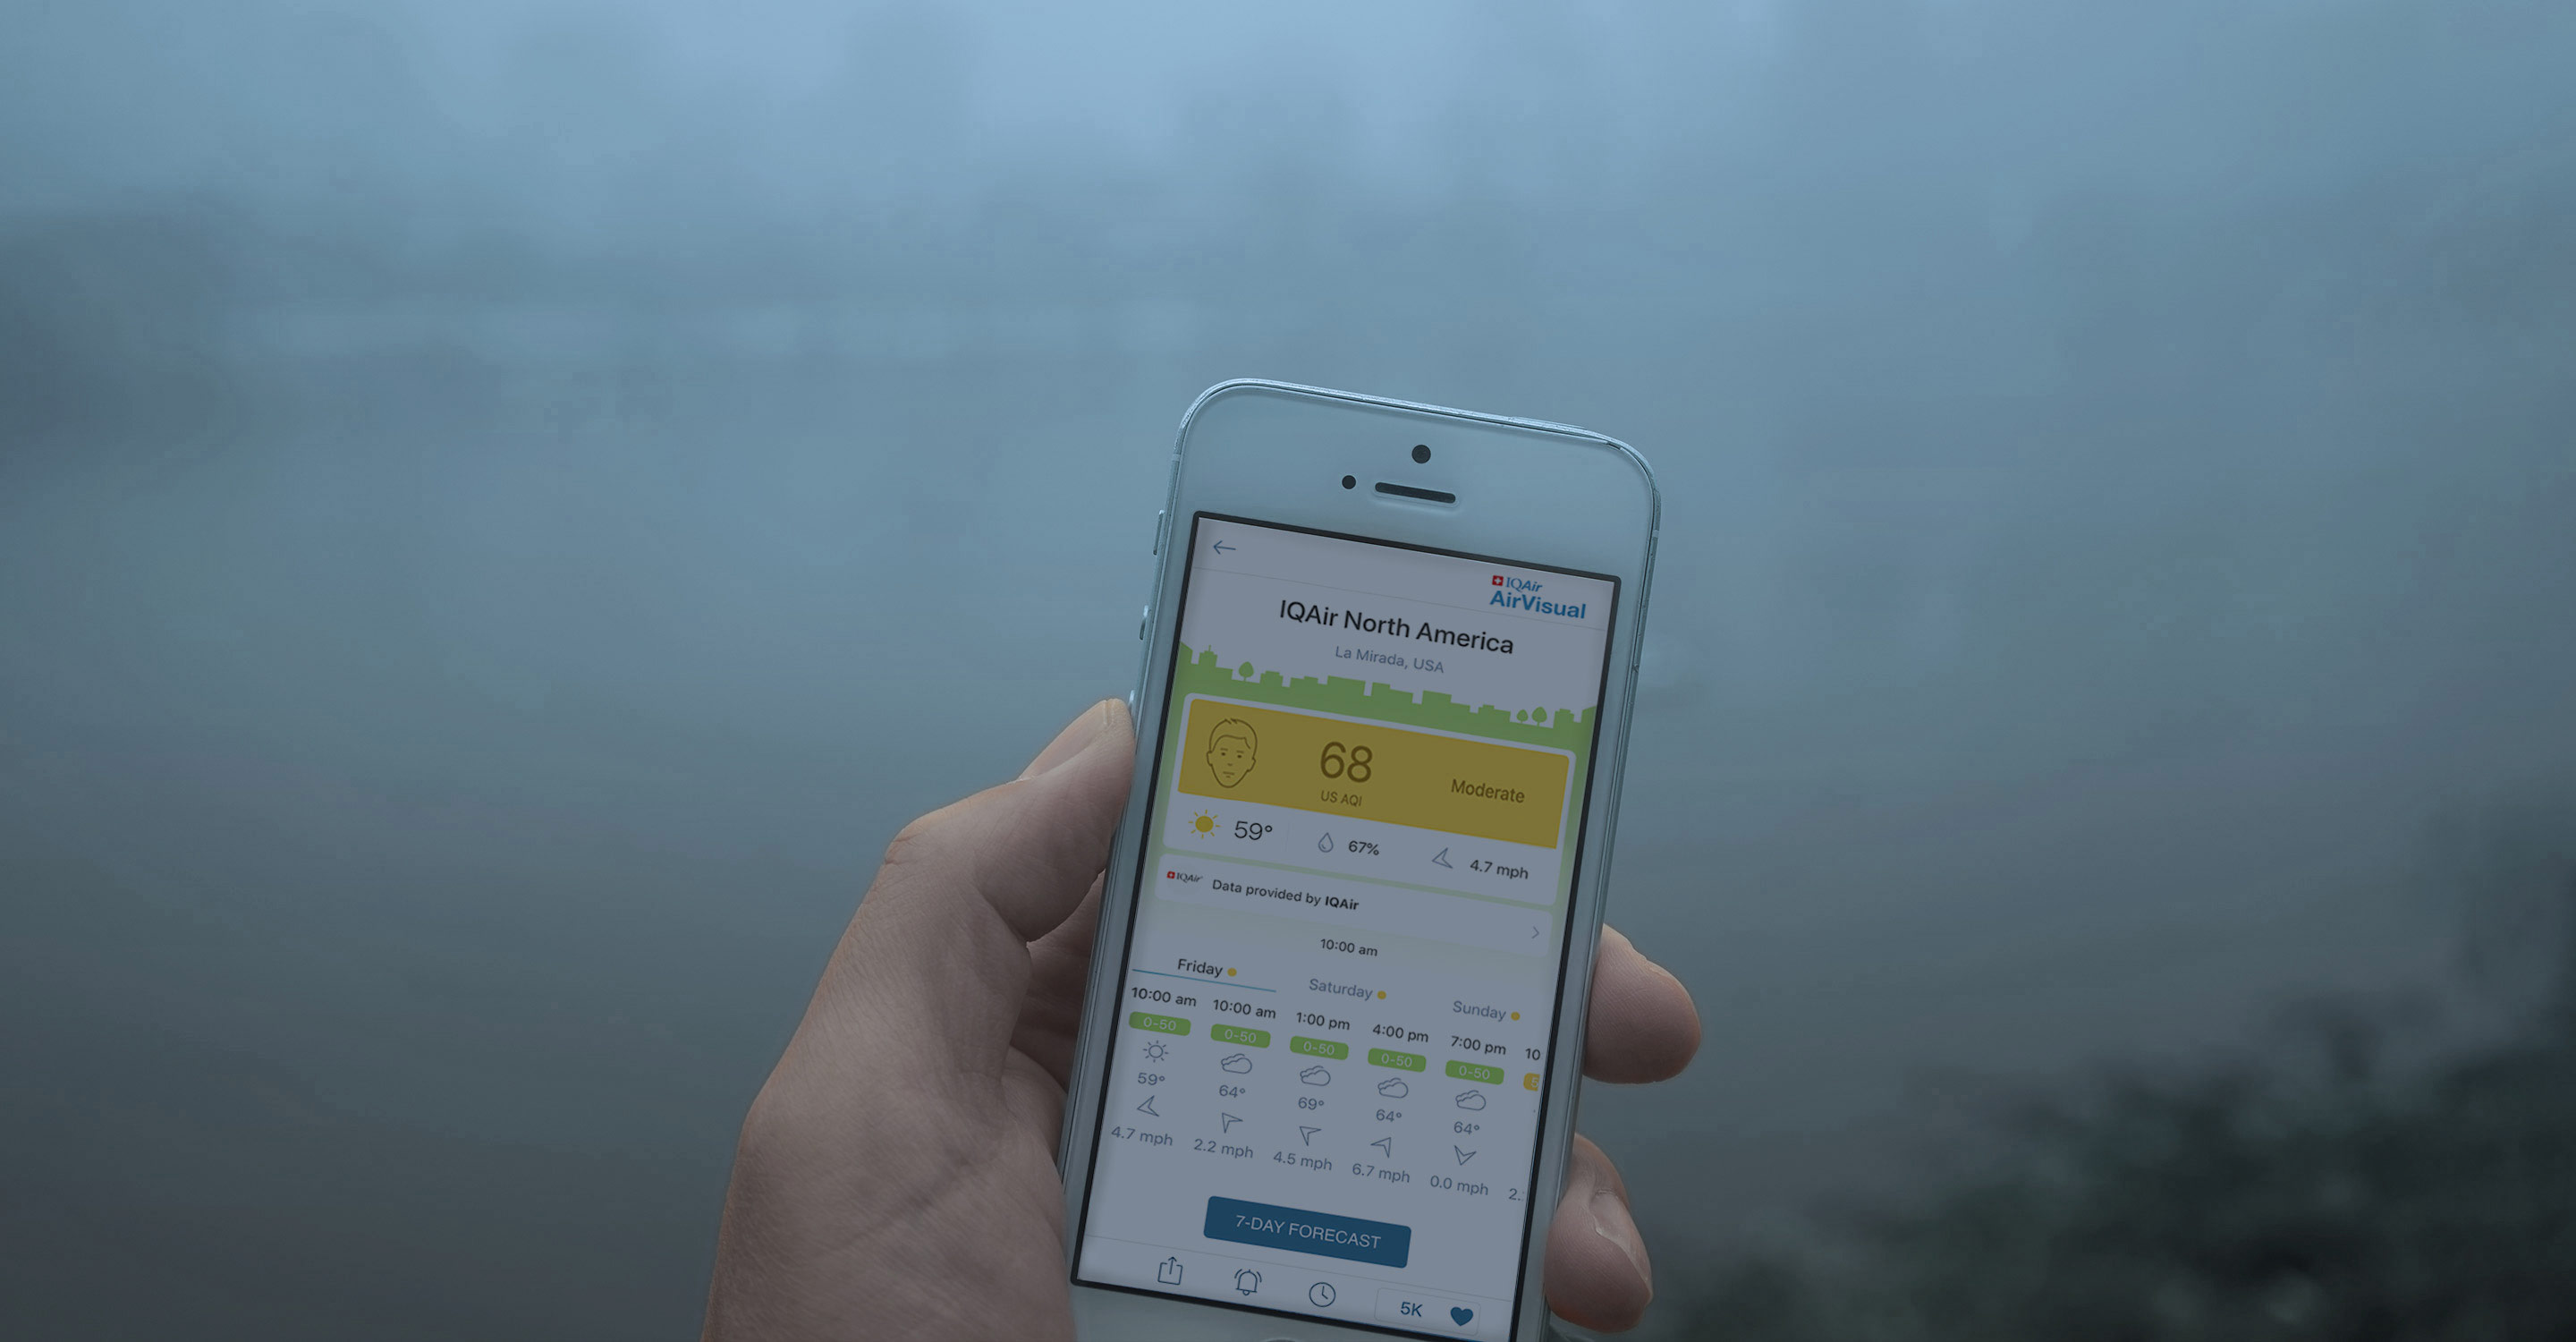 IQAir
AirVisual
IQAir North America
La Mirada, USA
68
US AQI
Moderate
59°
67%
4.7 mph
IQAir
Data provided by IQAir
10:00 am
Friday
Saturday
Sunday
10:00 am 10:00 am 1:00 pm 4:00 pm 7:00 pm 10
0-50 0-50 0-50 0-50 0-50 5
59° 64° 69° 64° 64°
4.7 mph 2.2 mph 4.5 mph 6.7 mph 0.0 mph 2.
7-DAY FORECAST
5K